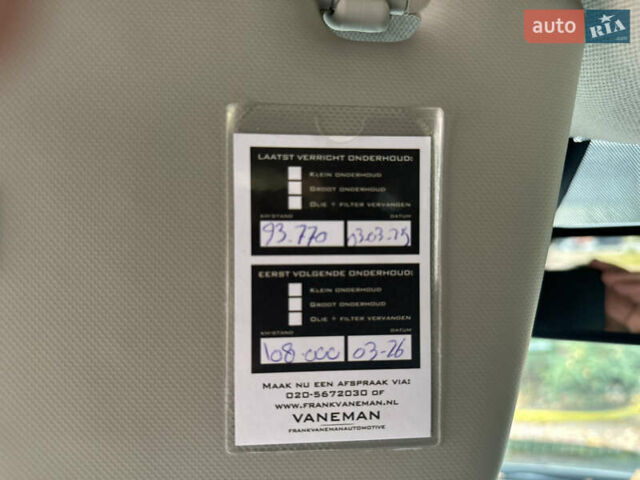 auto RIA .com
LAATST VERRICHT ONDERHOUD:
KLEIN ONDERHOUD
GROOT ONDERHOUD
OLIE + FILTER VERVANGEN
KM-STAND DATUM
93.770 13.03.25
EERST VOLGENDE ONDERHOUD:
KLEIN ONDERHOUD
GROOT ONDERHOUD
OLIE + FILTER VERVANGEN
KM-STAND DATUM
108-000 03-26
MAAK NU EEN AFSPRAAK VIA:
020-5672030 OF
WWW.FRANKVANEMAN.NL
VANEMAN
FRANKVANEMANAUTOMOTIVE